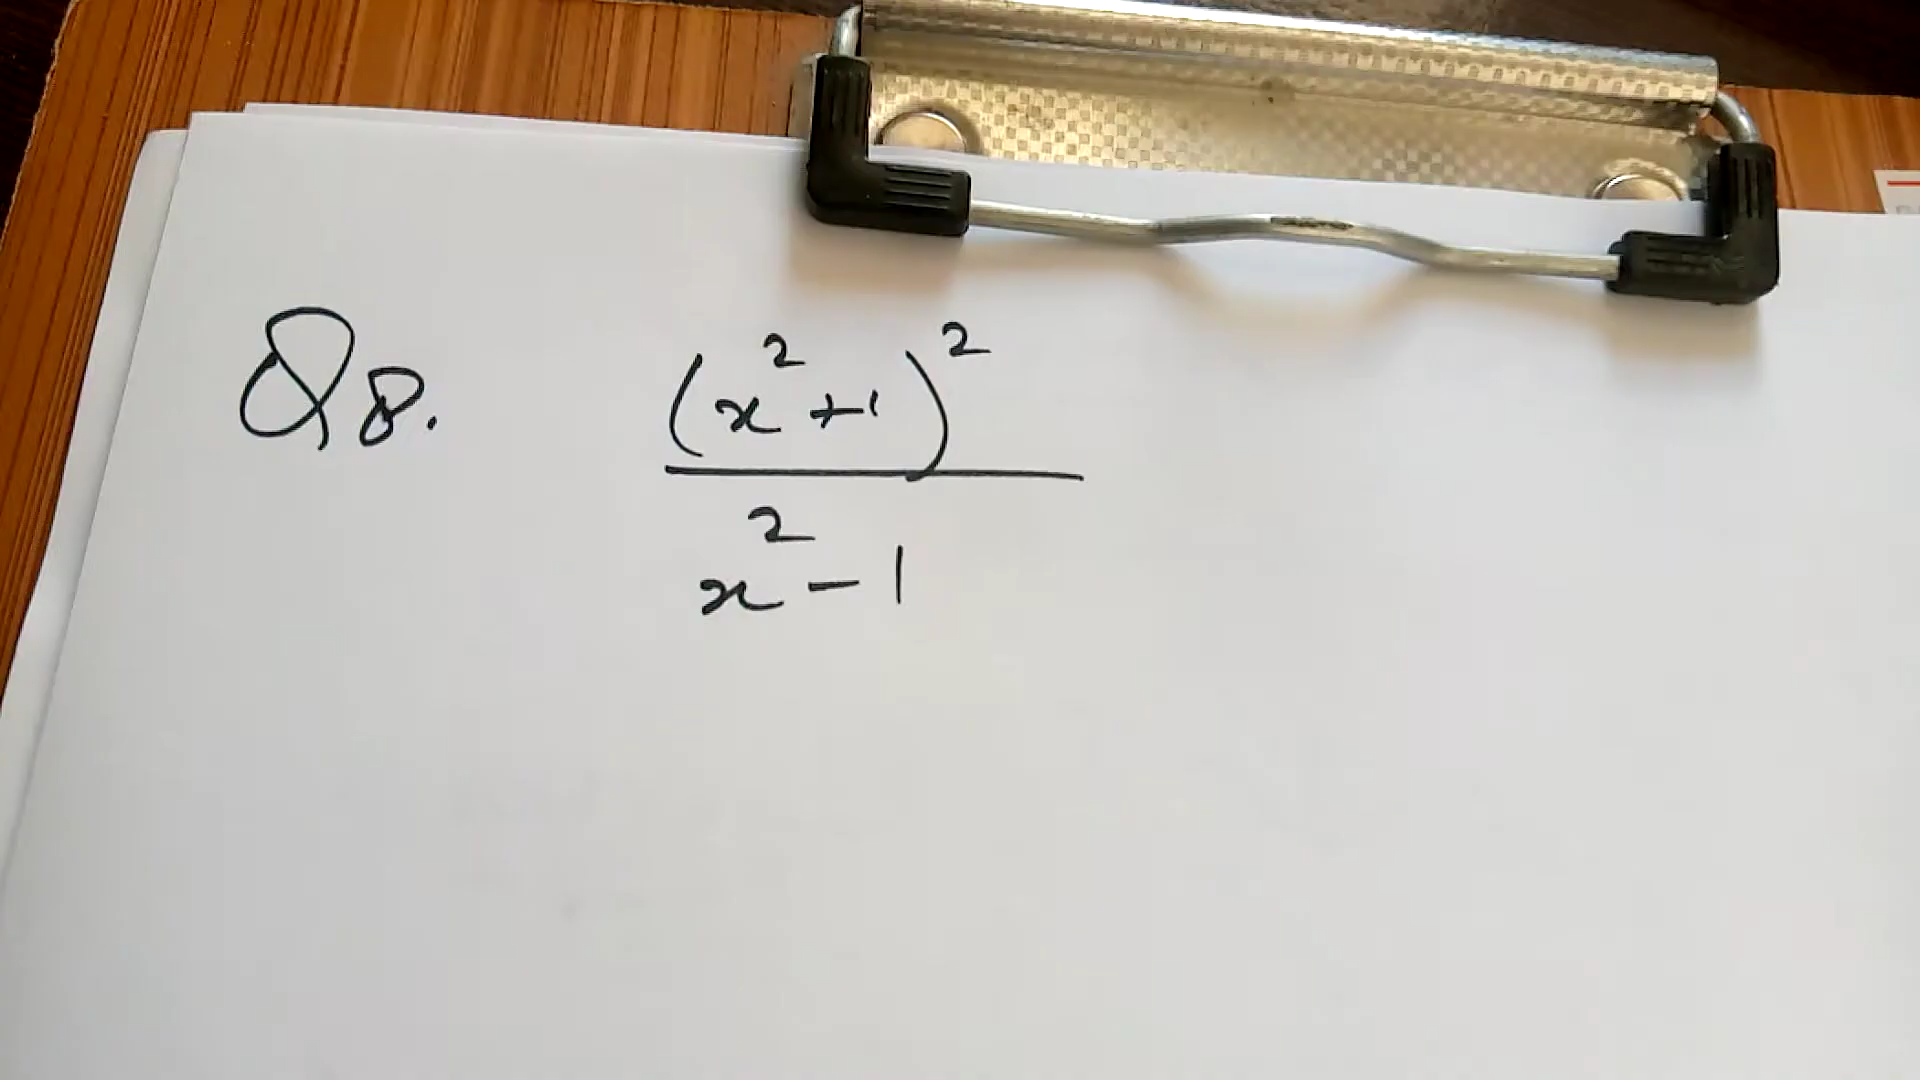 Q8.
(x²+1)²
x²-1